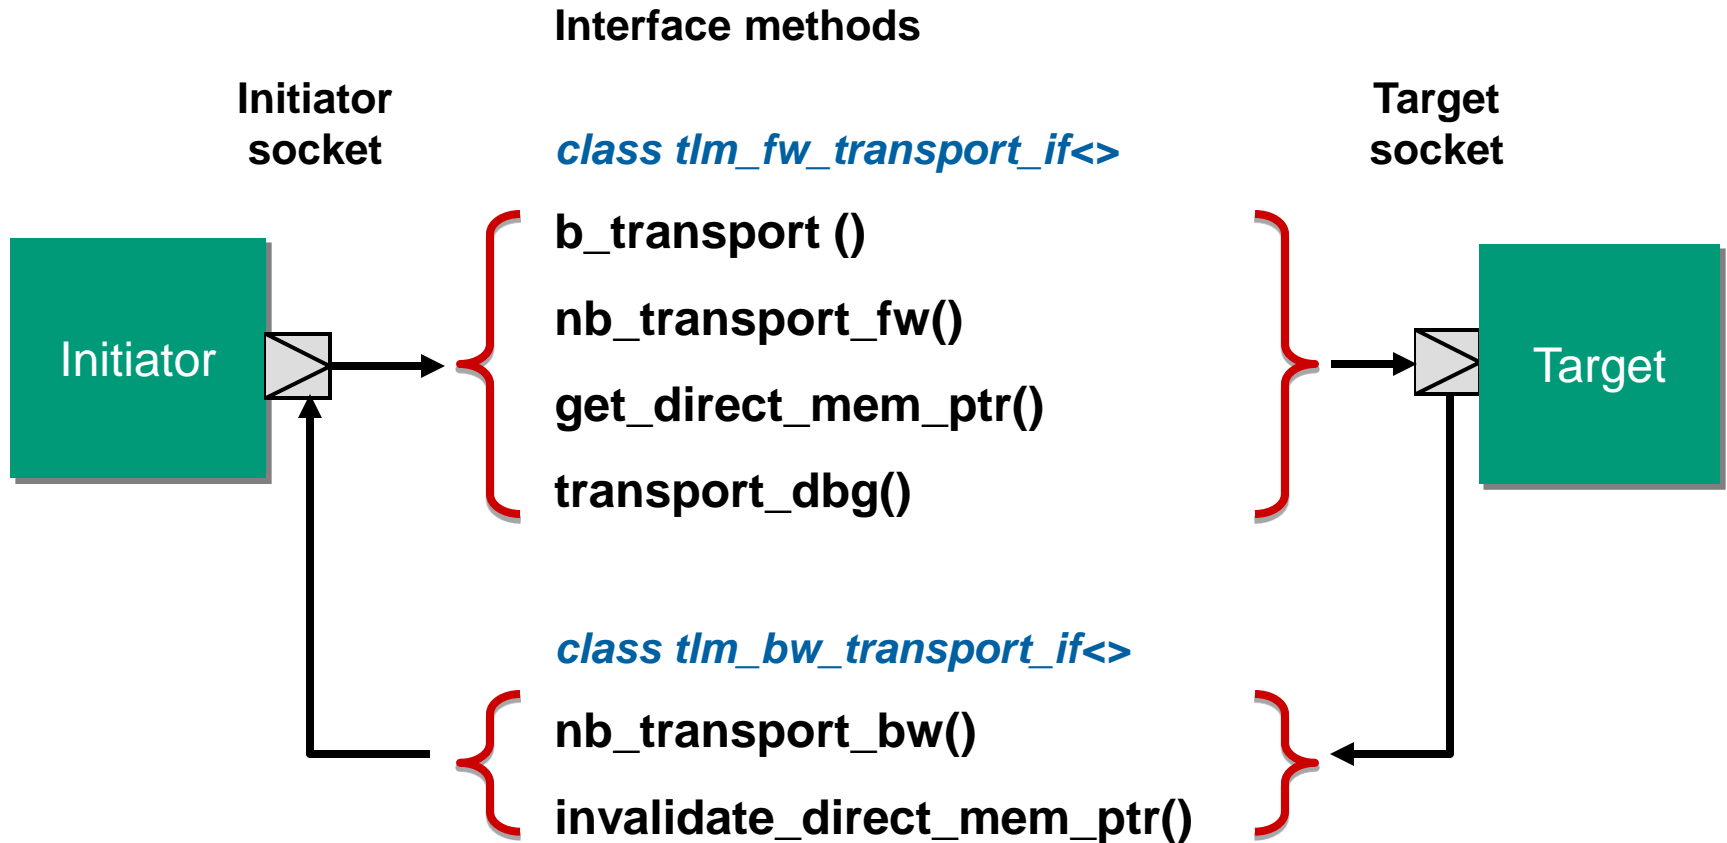 Interface methods
Initiator
socket
Target
socket
class tlm_fw_transport_if<>
b_transport ()
nb_transport_fw()
Initiator
Target
get_direct_mem_ptr()
transport_dbg()
class tlm_bw_transport_if<>
nb_transport_bw()
invalidate_direct_mem_ptr()